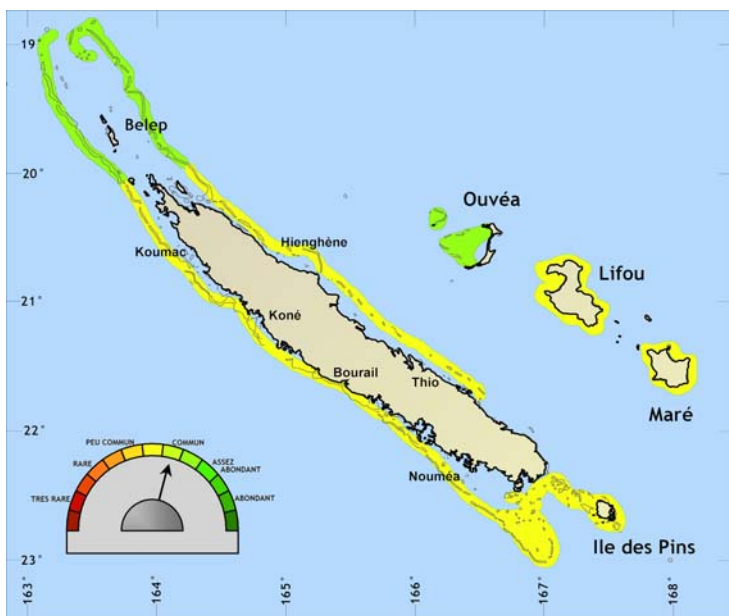 19°
Belep
20°
Ouvéa
Hienghène
Koumac
Lifou
21°
Koné
Bourail
Thio
Maré
22°
PEU COMMUN
COMMUN
RARE
ASSEZ
ABONDANT
Nouméa
TRES RARE
ABONDANT
Ile des Pins
23°
163°
164°
165°
166°
167°
168°